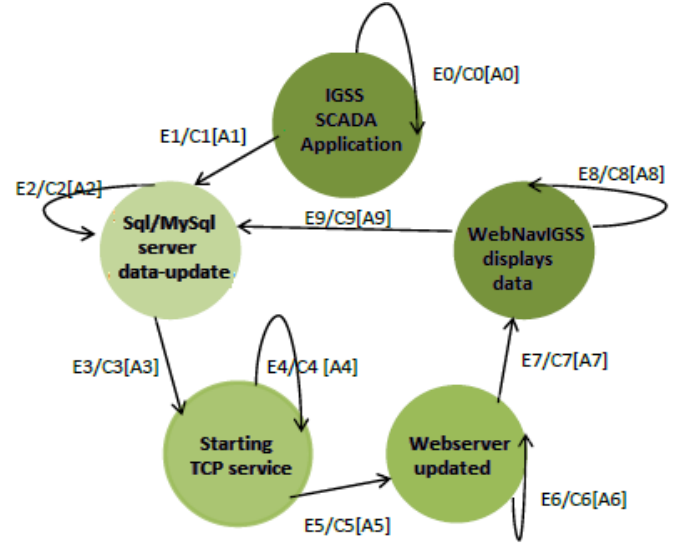 E0/C0[A0]
IGSS
SCADA
Application
E1/C1[A1]
E2/C2[A2]
E8/C8[A8]
E9/C9[A9]
Sql/MySql
server
data-update
WebNavIGSS
displays
data
E3/C3[A3]
E4/C4 [A4]
E7/C7[A7]
Starting
TCP service
Webserver
updated
E5/C5[A5]
E6/C6[A6]